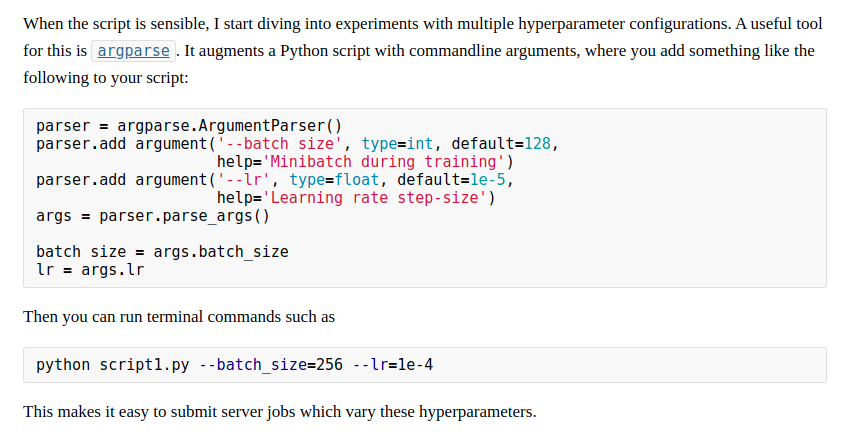 When the script is sensible, I start diving into experiments with multiple hyperparameter configurations. A useful tool
for this is argparse. It augments a Python script with commandline arguments, where you add something like the
following to your script:
parser = argparse.ArgumentParser()
parser.add argument('--batch size', type=int, default=128,
                    help='Minibatch during training')
parser.add argument('--lr', type=float, default=1e-5,
                    help='Learning rate step-size')
args = parser.parse_args()

batch size = args.batch_size
lr = args.lr
Then you can run terminal commands such as
python script1.py --batch_size=256 --lr=1e-4
This makes it easy to submit server jobs which vary these hyperparameters.